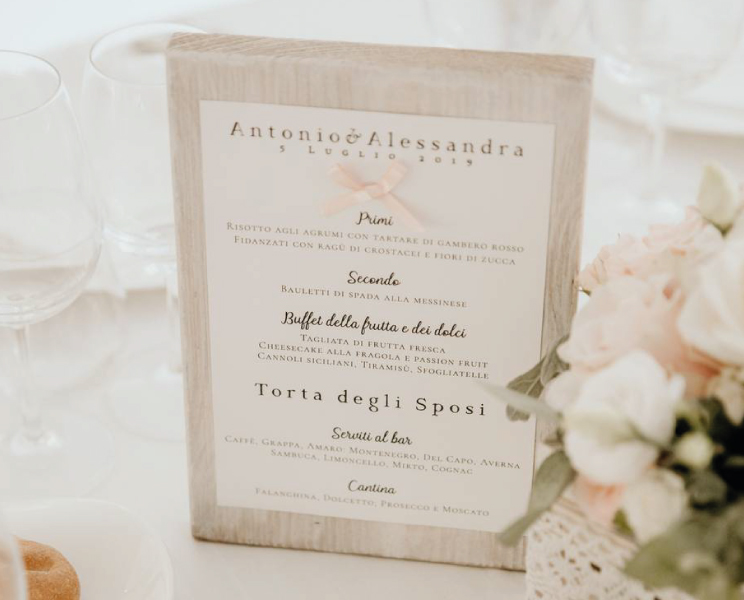 Antonio&Alessandra
5 Luglio 2019
Primi
Risotto agli agrumi con tartare di gambero rosso
Fidanzati con ragù di crostacei e fiori di zucca
Secondo
Bauletti di spada alla messinese
Buffet della frutta e dei dolci
Tagliata di frutta fresca
Cheesecake alla fragola e passion fruit
Cannoli siciliani, Tiramisù, Sfogliatelle
Torta degli Sposi
Serviti al bar
Caffè, Grappa, Amaro: Montenegro, Del Capo, Averna
Sambuca, Limoncello, Mirto, Cognac
Cantina
Falanghina, Dolcetto, Prosecco e Moscato